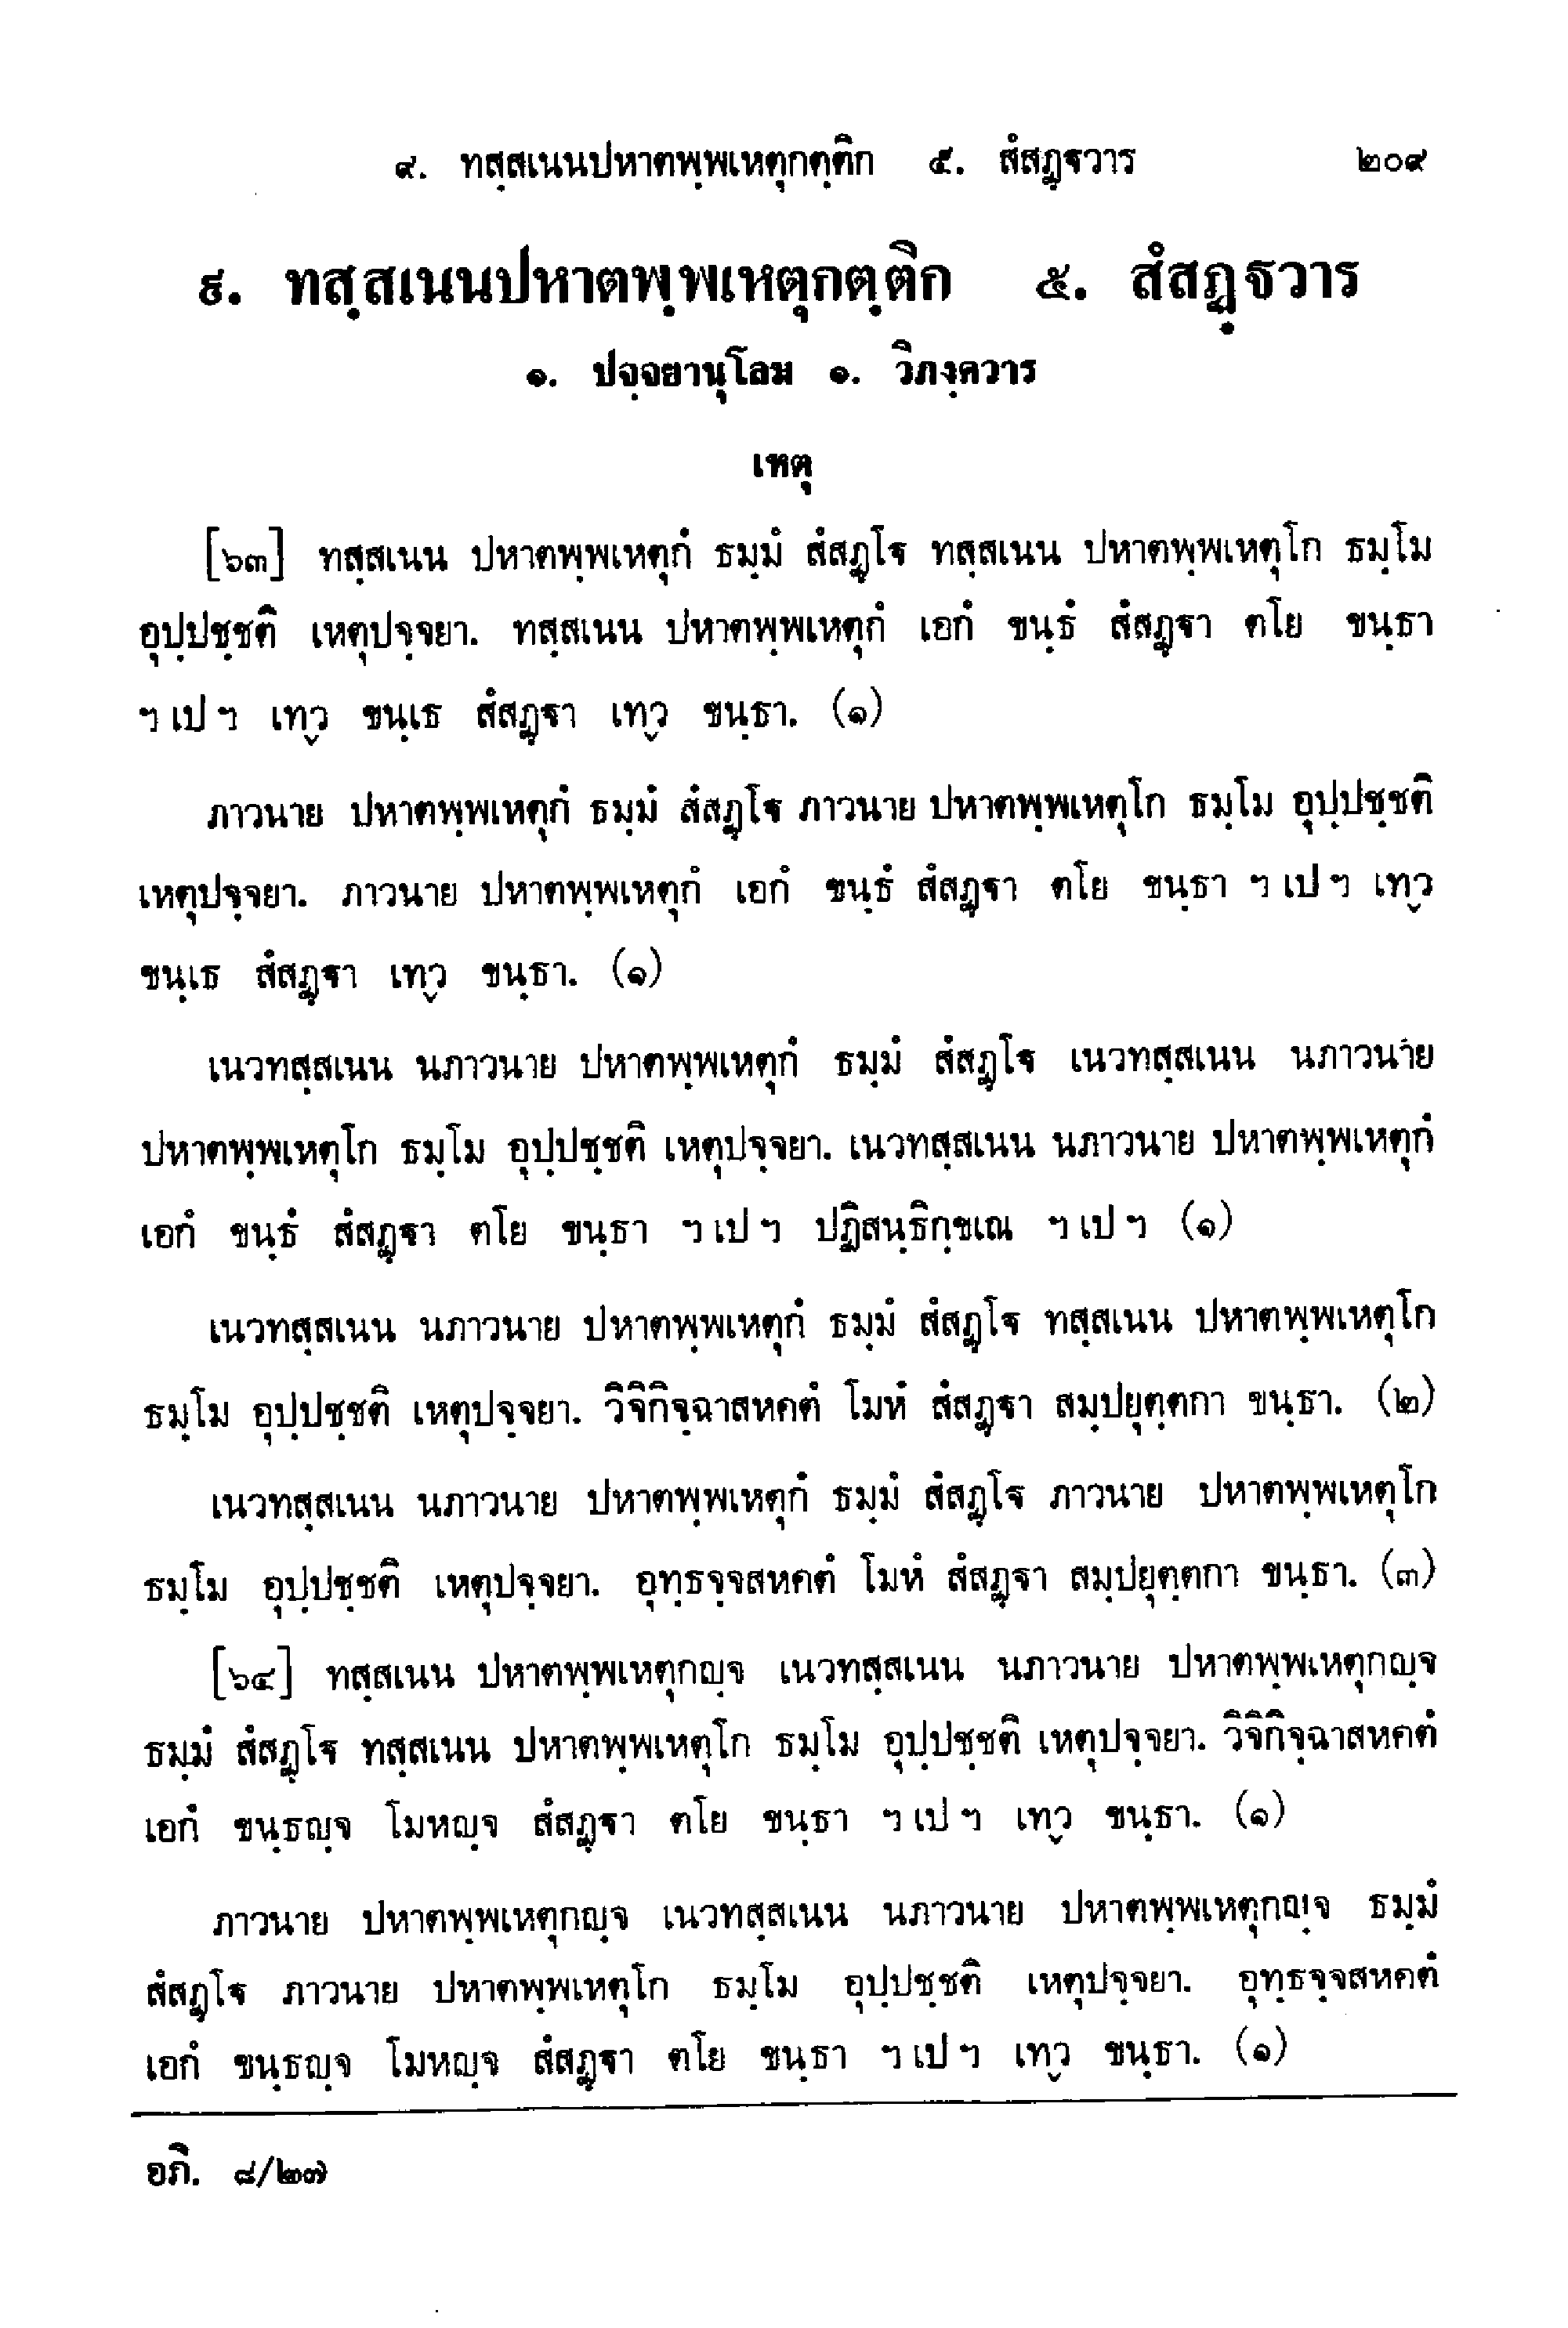 ๙. ทสฺสเนนปหาตพฺพเหตุกตฺติก ๕. สํสฏฺฐวาร ๒๐๙
๙. ทสฺสเนนปหาตพฺพเหตุกตฺติก ๕. สํสฏฺฐวาร
๑. ปจฺจยานุโลม ๑. วิภงฺควาร
เหตุ
[๖๓] ทสฺสเนน ปหาตพฺพเหตุกํ ธมฺมํ สํสฏฺโฐ ทสฺสเนน ปหาตพฺพเหตุโก ธมฺโม
อุปฺปชฺชติ เหตุปจฺจยา. ทสฺสเนน ปหาตพฺพเหตุกํ เอกํ ขนฺธํ สํสฏฺฐา ตโย ขนฺธา
ฯ เป ฯ เทฺว ขนฺเธ สํสฏฺฐา เทฺว ขนฺธา. (๑)
ภาวนาย ปหาตพฺพเหตุกํ ธมฺมํ สํสฏฺโฐ ภาวนาย ปหาตพฺพเหตุโก ธมฺโม อุปฺปชฺชติ
เหตุปจฺจยา. ภาวนาย ปหาตพฺพเหตุกํ เอกํ ขนฺธํ สํสฏฺฐา ตโย ขนฺธา ฯ เป ฯ เทฺว
ขนฺเธ สํสฏฺฐา เทฺว ขนฺธา. (๑)
เนวทสฺสเนน นภาวนาย ปหาตพฺพเหตุกํ ธมฺมํ สํสฏฺโฐ เนวทสฺสเนน นภาวนาย
ปหาตพฺพเหตุโก ธมฺโม อุปฺปชฺชติ เหตุปจฺจยา. เนวทสฺสเนน นภาวนาย ปหาตพฺพเหตุกํ
เอกํ ขนฺธํ สํสฏฺฐา ตโย ขนฺธา ฯ เป ฯ ปฏิสนฺธิกฺขเณ ฯ เป ฯ (๑)
เนวทสฺสเนน นภาวนาย ปหาตพฺพเหตุกํ ธมฺมํ สํสฏฺโฐ ทสฺสเนน ปหาตพฺพเหตุโก
ธมฺโม อุปฺปชฺชติ เหตุปจฺจยา. วิจิกิจฺฉาสหคตํ โมหํ สํสฏฺฐา สมฺปยุตฺตกา ขนฺธา. (๒)
เนวทสฺสเนน นภาวนาย ปหาตพฺพเหตุกํ ธมฺมํ สํสฏฺโฐ ภาวนาย ปหาตพฺพเหตุโก
ธมฺโม อุปฺปชฺชติ เหตุปจฺจยา. อุทฺธจฺจสหคตํ โมหํ สํสฏฺฐา สมฺปยุตฺตกา ขนฺธา. (๓)
[๖๔] ทสฺสเนน ปหาตพฺพเหตุกญฺจ เนวทสฺสเนน นภาวนาย ปหาตพฺพเหตุกญฺจ
ธมฺมํ สํสฏฺโฐ ทสฺสเนน ปหาตพฺพเหตุโก ธมฺโม อุปฺปชฺชติ เหตุปจฺจยา. วิจิกิจฺฉาสหคตํ
เอกํ ขนฺธญฺจ โมหญฺจ สํสฏฺฐา ตโย ขนฺธา ฯ เป ฯ เทฺว ขนฺธา. (๑)
ภาวนาย ปหาตพฺพเหตุกญฺจ เนวทสฺสเนน นภาวนาย ปหาตพฺพเหตุกญฺจ ธมฺมํ
สํสฏฺโฐ ภาวนาย ปหาตพฺพเหตุโก ธมฺโม อุปฺปชฺชติ เหตุปจฺจยา. อุทฺธจฺจสหคตํ
เอกํ ขนฺธญฺจ โมหญฺจ สํสฏฺฐา ตโย ขนฺธา ฯ เป ฯ เทฺว ขนฺธา. (๑)
อภิ. ๘/๒๗